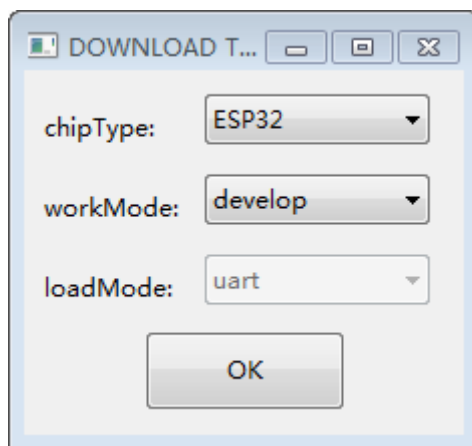 DOWNLOAD T...
chipType: ESP32
workMode: develop
loadMode: uart
OK